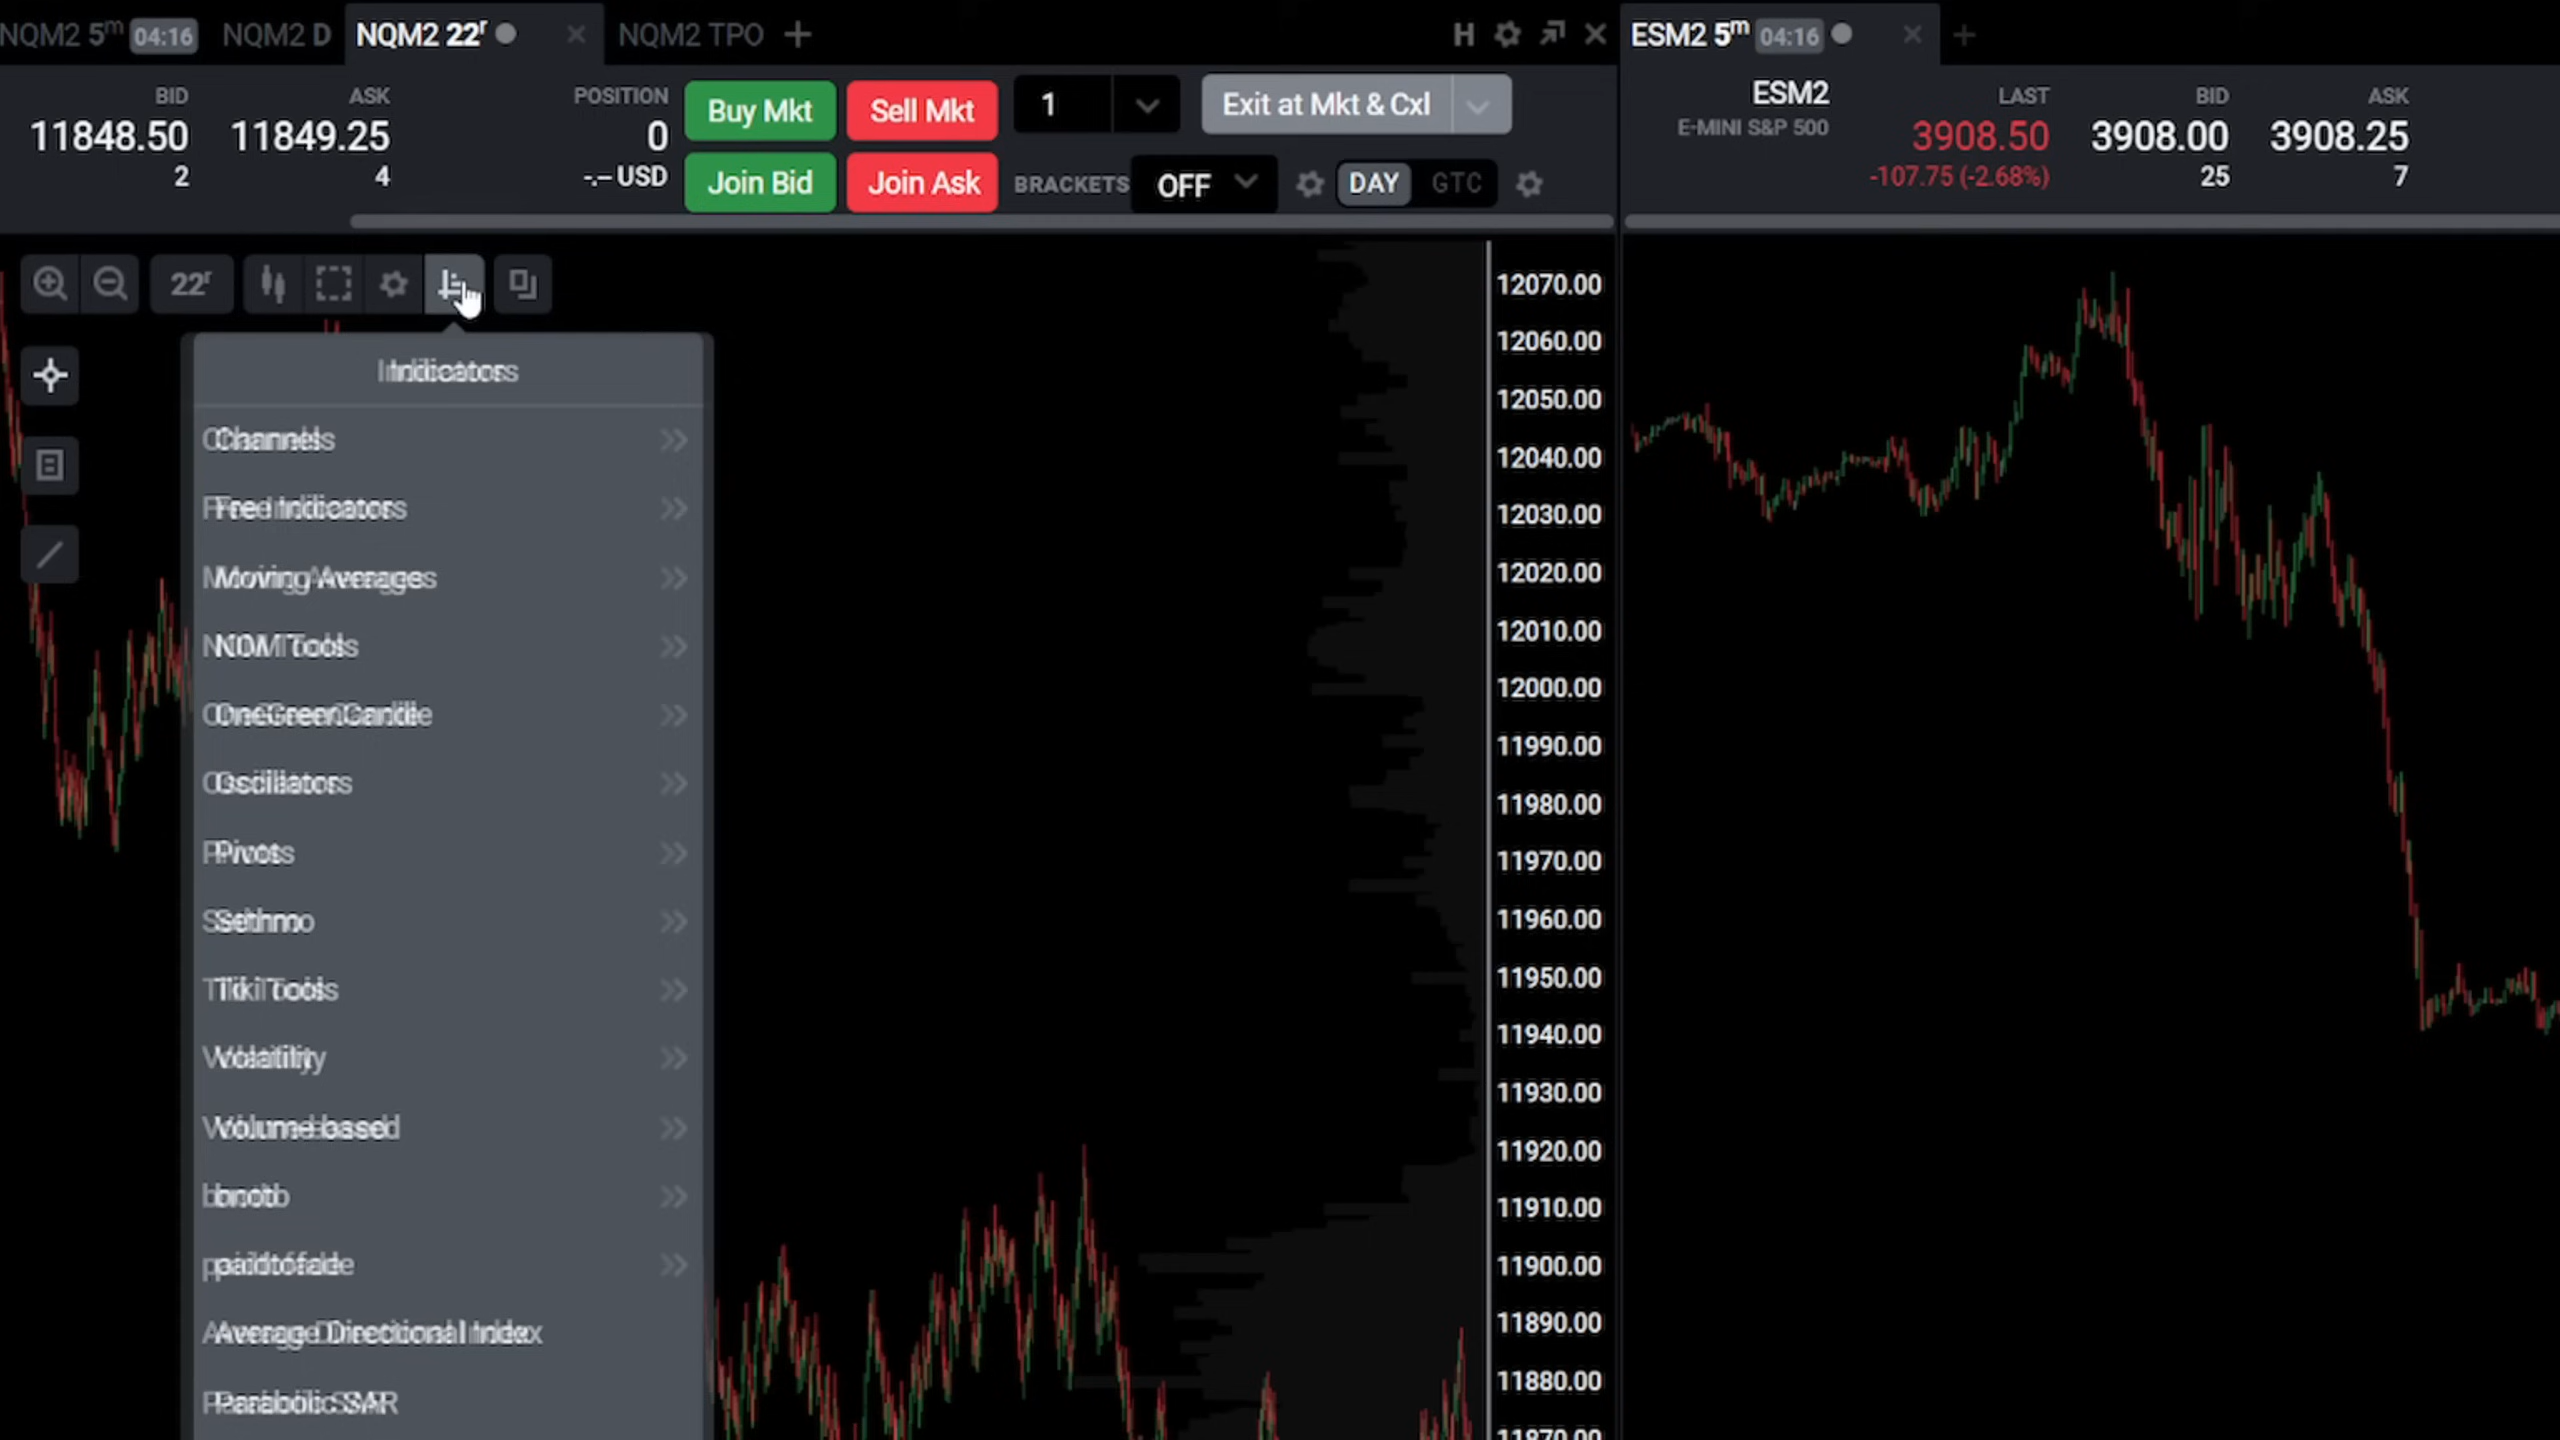 NQM2 5m 04:16 NQM2 D NQM2 22r NQM2 TPO H
ESM2 5m 04:16
BID ASK POSITION
11848.50 11849.25 0
2 4 -.-- USD
Buy Mkt Sell Mkt 1 Exit at Mkt & Cxl
Join Bid Join Ask BRACKETS OFF DAY GTC
ESM2 LAST BID ASK
E-MINI S&P 500 3908.50 3908.00 3908.25
-107.75 (-2.68%) 25 7
22r
Indicators
Channels
Free Indicators
Moving Averages
OneGreenCandle
Oscillators
Pivots
Sethmo
Tiki Tools
Volatility
Volume-based
bnotb
paidtofade
Average Directional Index
Parabolic SAR
12070.00
12060.00
12050.00
12040.00
12030.00
12020.00
12010.00
12000.00
11990.00
11980.00
11970.00
11960.00
11950.00
11940.00
11930.00
11920.00
11910.00
11900.00
11890.00
11880.00
11870.00